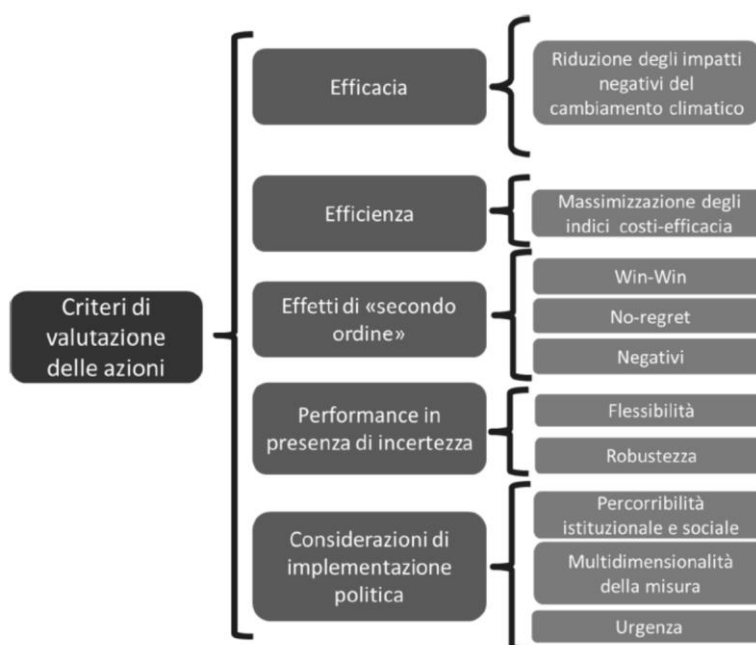 Criteri di
valutazione
delle azioni
Efficacia
Riduzione degli impatti
negativi del
cambiamento climatico
Efficienza
Massimizzazione degli
indici costi-efficacia
Effetti di «secondo
ordine»
Win-Win
No-regret
Negativi
Performance in
presenza di incertezza
Flessibilità
Robustezza
Considerazioni di
implementazione
politica
Percorribilità
istituzionale e sociale
Multidimensionalità
della misura
Urgenza